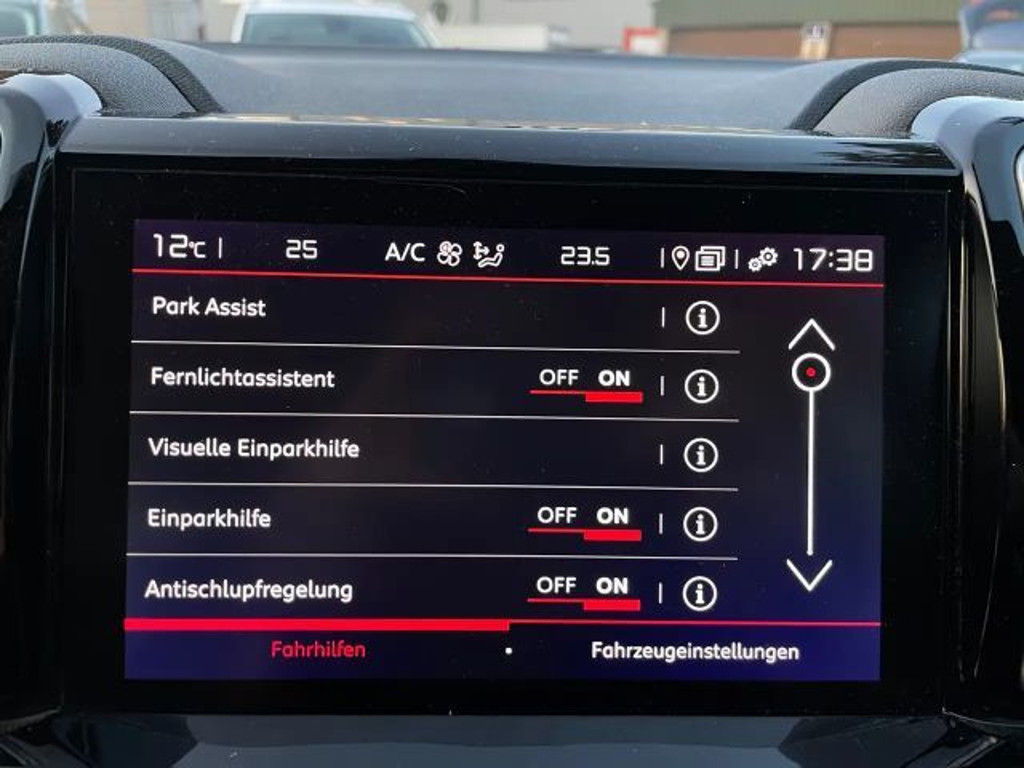 12°C 25 A/C 23.5 17:38
Park Assist
Fernlichtassistent OFF ON
Visuelle Einparkhilfe
Einparkhilfe OFF ON
Antischlupfregelung OFF ON
Fahrhilfen Fahrzeugeinstellungen